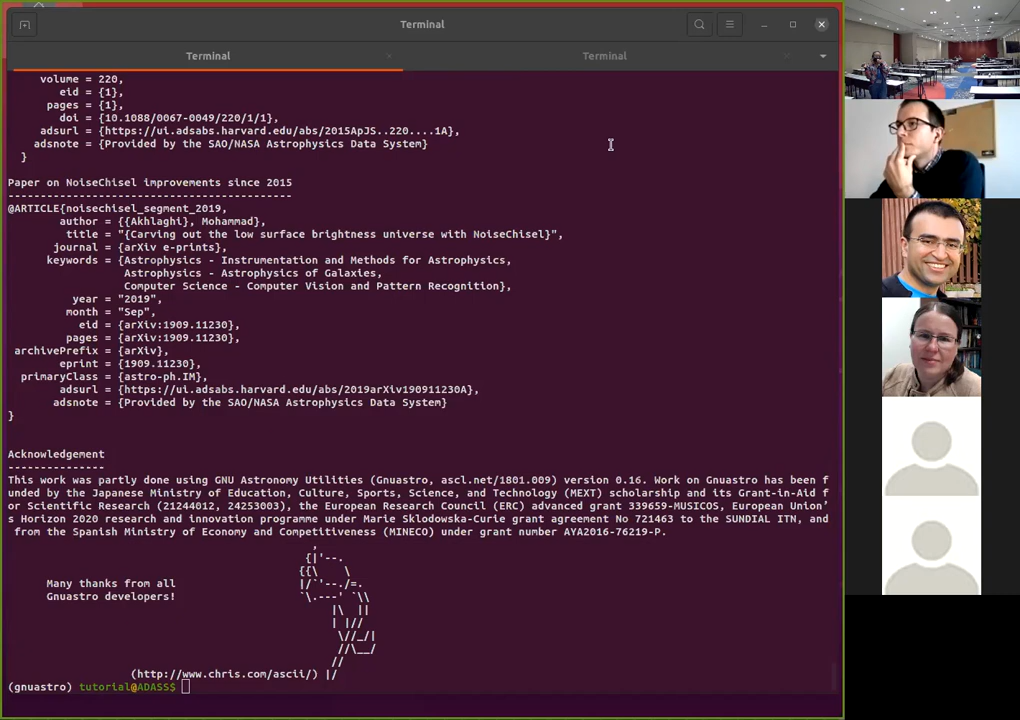 Terminal
Terminal
Terminal
volume = 220,
eid = {1},
pages = {1},
doi = {10.1088/0067-0049/220/1/1},
adsurl = {https://ui.adsabs.harvard.edu/abs/2015ApJS..220....1A},
adsnote = {Provided by the SAO/NASA Astrophysics Data System}
}
Paper on NoiseChisel improvements since 2015
--------------------------------------------
@ARTICLE{noisechisel_segment_2019,
author = {{Akhlaghi}, Mohammad},
title = "{Carving out the low surface brightness universe with NoiseChisel}",
journal = {arXiv e-prints},
keywords = {Astrophysics - Instrumentation and Methods for Astrophysics,
Astrophysics - Astrophysics of Galaxies,
Computer Science - Computer Vision and Pattern Recognition},
year = "2019",
month = "Sep",
eid = {arXiv:1909.11230},
pages = {arXiv:1909.11230},
archivePrefix = {arXiv},
eprint = {1909.11230},
primaryClass = {astro-ph.IM},
adsurl = {https://ui.adsabs.harvard.edu/abs/2019arXiv190911230A},
adsnote = {Provided by the SAO/NASA Astrophysics Data System}
}
Acknowledgement
---------------
This work was partly done using GNU Astronomy Utilities (Gnuastro, ascl.net/1801.009) version 0.16. Work on Gnuastro has been f
unded by the Japanese Ministry of Education, Culture, Sports, Science, and Technology (MEXT) scholarship and its Grant-in-Aid f
or Scientific Research (21244012, 24253003), the European Research Council (ERC) advanced grant 339659-MUSICOS, European Union’
s Horizon 2020 research and innovation programme under Marie Sklodowska-Curie grant agreement No 721463 to the SUNDIAL ITN, and
from the Spanish Ministry of Economy and Competitiveness (MINECO) under grant number AYA2016-76219-P.
Many thanks from all
Gnuastro developers!
(http://www.chris.com/ascii/)
(gnuastro) tutorial@ADASS$